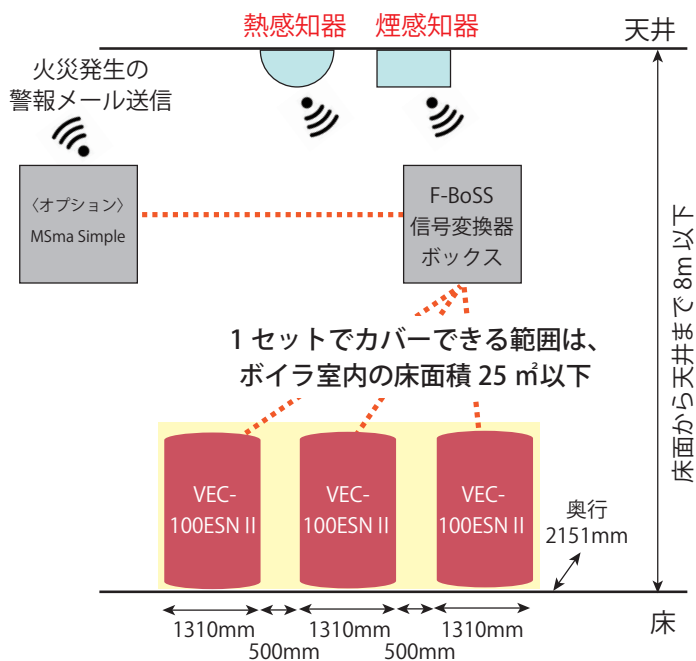 熱感知器
煙感知器
天井
火災発生の
警報メール送信
〈オプション〉
MSma Simple
F-BoSS
信号変換器
ボックス
1 セットでカバーできる範囲は、
ボイラ室内の床面積 25 ㎡以下
床面から天井まで 8m 以下
VEC-
100ESN II
VEC-
100ESN II
VEC-
100ESN II
奥行
2151mm
1310mm
500mm
1310mm
500mm
1310mm
床